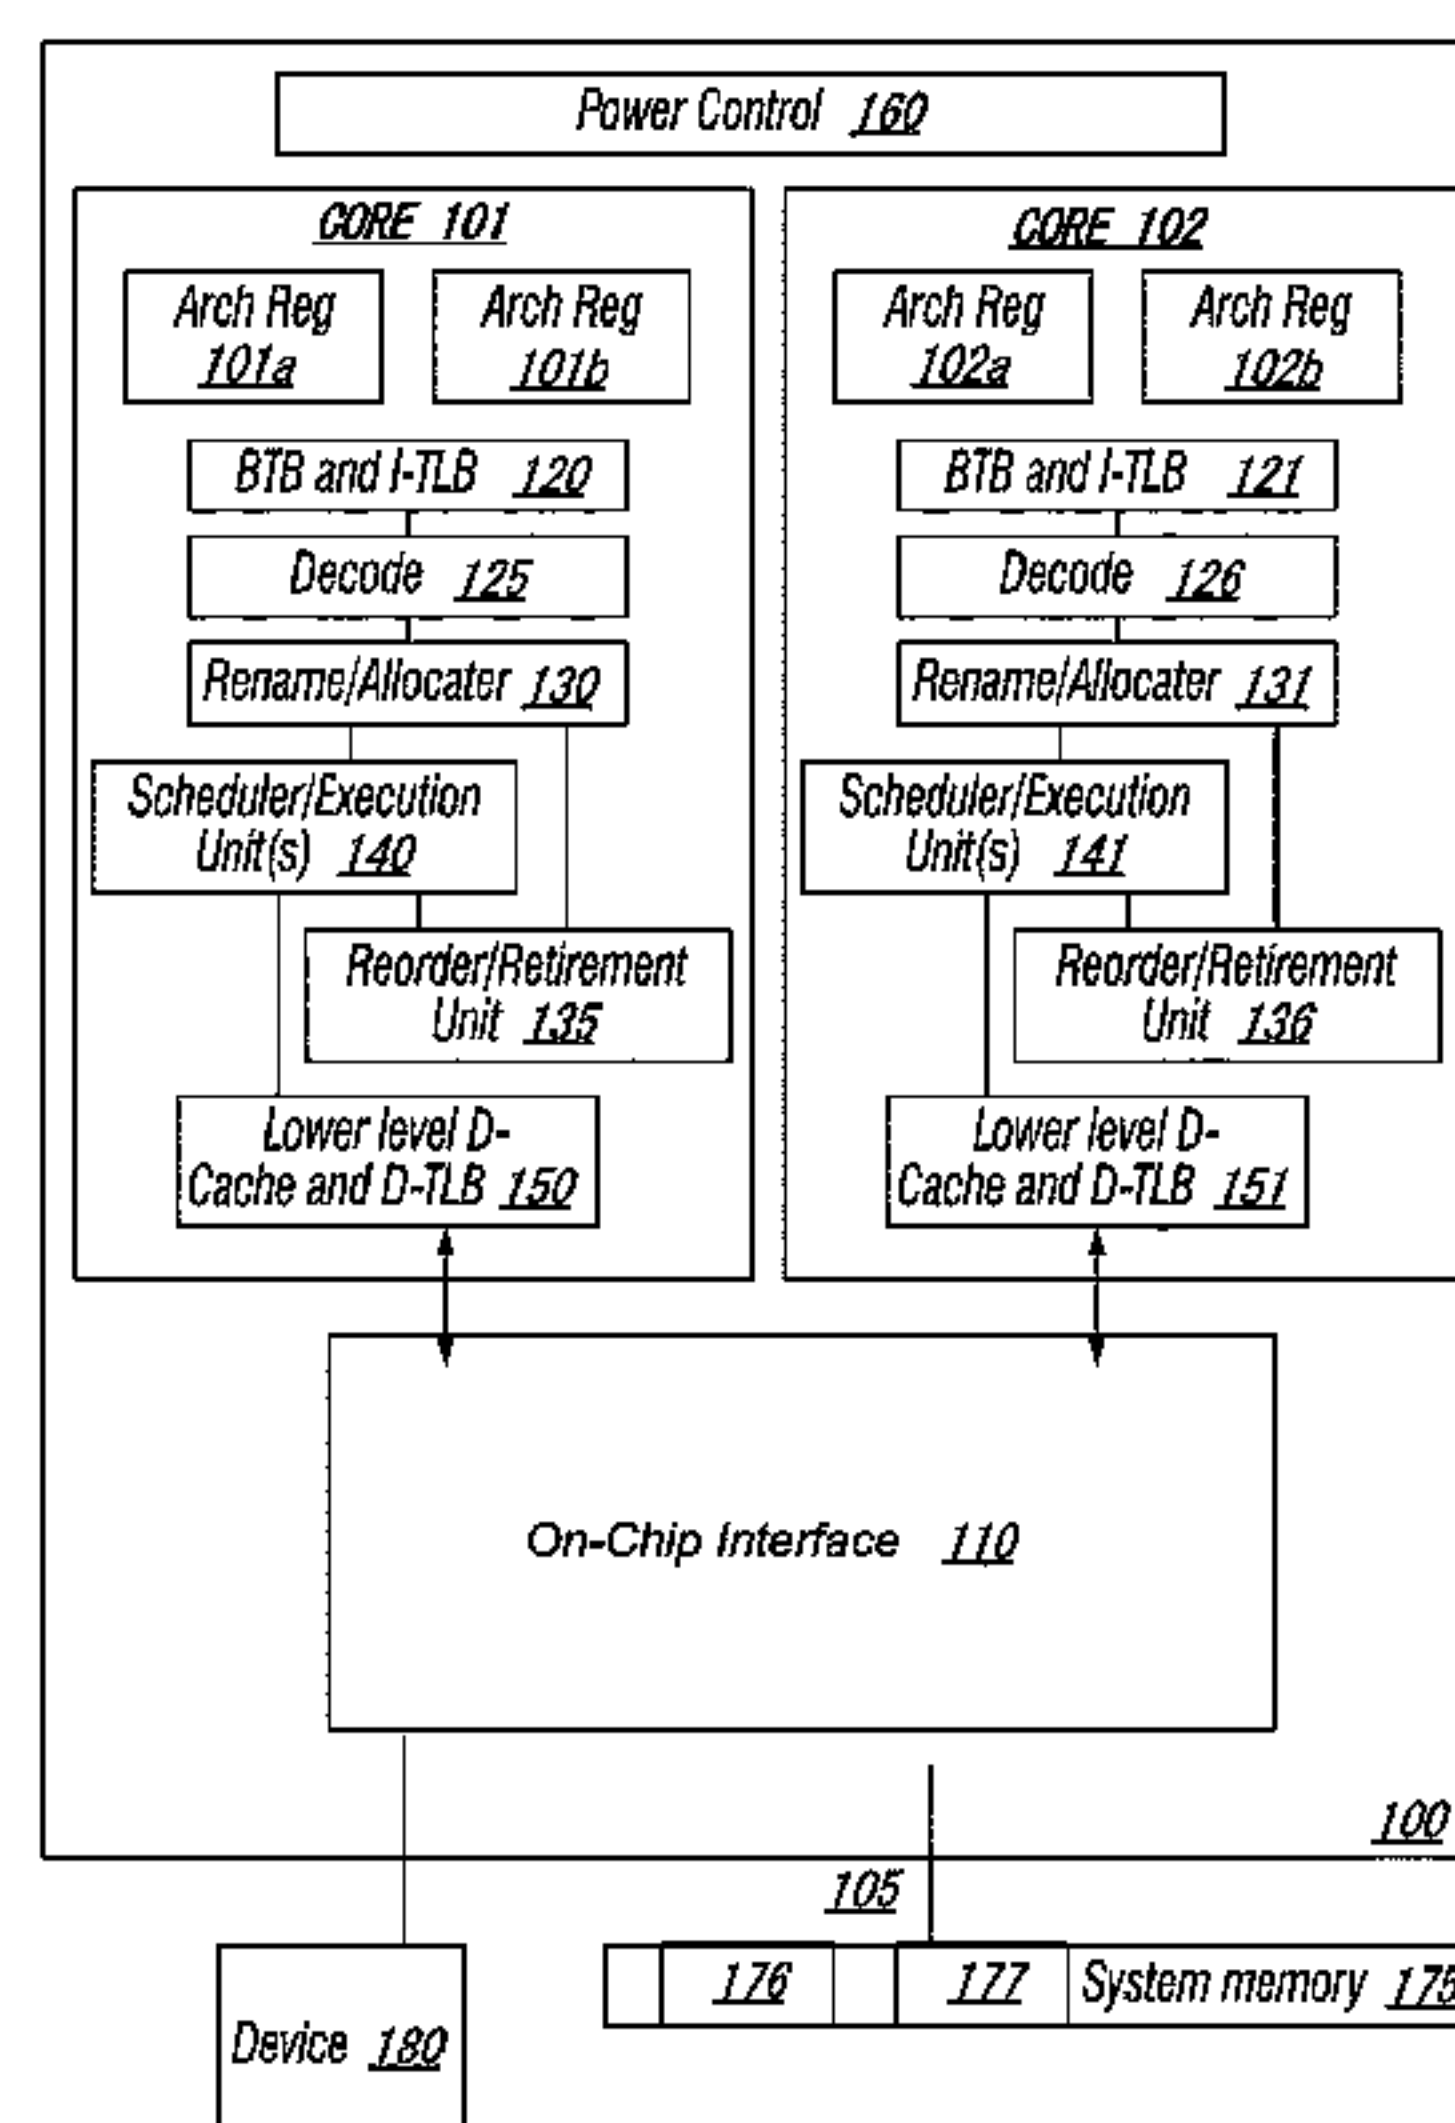 Power Control 160
CORE 101
Arch Reg
101a
Arch Reg
101b
BTB and I-TLB 120
Decode 125
Rename/Allocater 130
Scheduler/Execution
Unit(s) 140
Reorder/Retirement
Unit 135
Lower level D-
Cache and D-TLB 150
CORE 102
Arch Reg
102a
Arch Reg
102b
BTB and I-TLB 121
Decode 126
Rename/Allocater 131
Scheduler/Execution
Unit(s) 141
Reorder/Retirement
Unit 136
Lower level D-
Cache and D-TLB 151
On-Chip Interface 110
100
105
176
177
System memory 175
Device 180